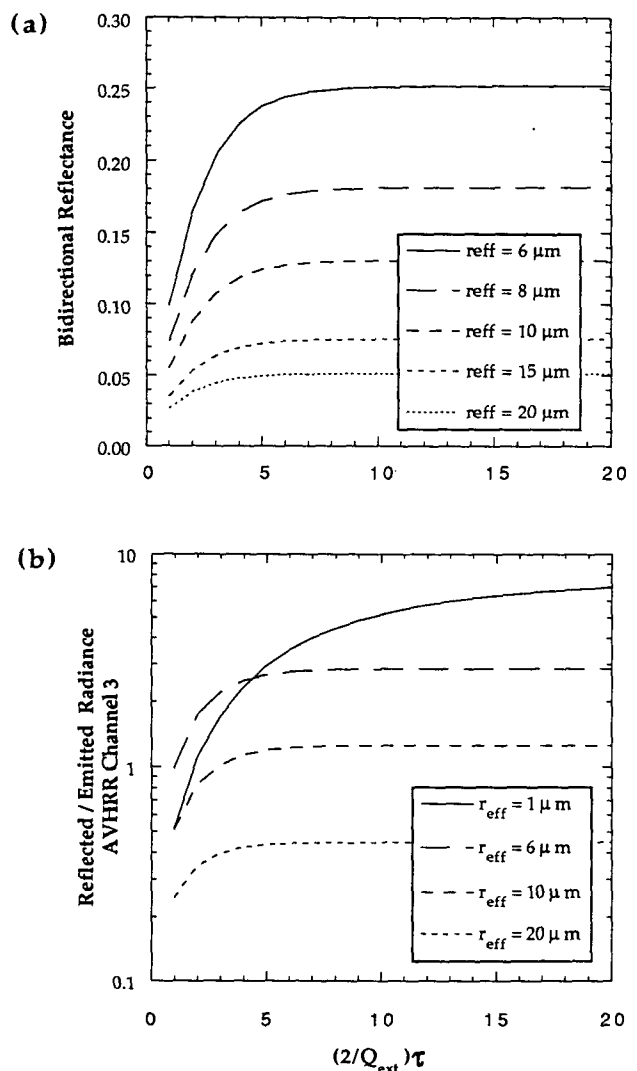 (a)
0.30
0.25
0.20
0.15
0.10
0.05
0.00
Bidirectional Reflectance
reff = 6 μm
reff = 8 μm
reff = 10 μm
reff = 15 μm
reff = 20 μm
0 5 10 15 20
(b)
10
1
0.1
Reflected / Emitted Radiance
AVHRR Channel 3
r_eff = 1 μm
r_eff = 6 μm
r_eff = 10 μm
r_eff = 20 μm
0 5 10 15 20
(2/Q_ext)τ